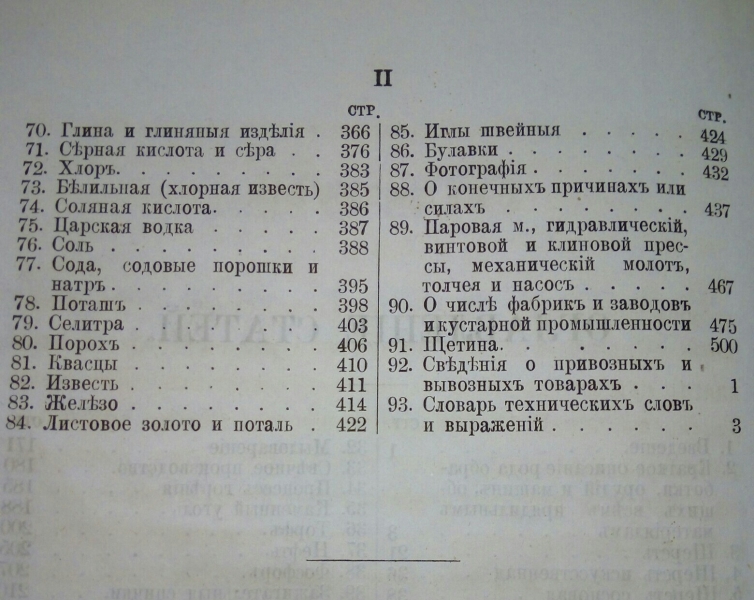 II
СТР.
70. Глина и глиняныя издѣлія . 366
71. Сѣрная кислота и сѣра . . 376
72. Хлоръ. . . . . . . . 383
73. Бѣлильная (хлорная известь) 385
74. Соляная кислота. . . . . . 386
75. Царская водка . . . . . . 387
76. Соль . . . . . . . . . 388
77. Сода, содовые порошки и
натръ. . . . . . . . . 395
78. Поташъ . . . . . . . . 398
79. Селитра . . . . . . . . 403
80. Порохъ . . . . . . . . 406
81. Квасцы . . . . . . . . 410
82. Известь . . . . . . . . 411
83. Желѣзо . . . . . . . . 414
84. Листовое золото и поталь . 422
СТР.
85. Иглы швейныя . . . . . 424
86. Булавки . . . . . . . . 429
87. Фотографія . . . . . . . 432
88. О конечныхъ причинахъ или
силахъ . . . . . . . . 437
89. Паровая м., гидравлическій,
винтовой и клиновой прес-
сы, механическій молотъ,
толчея и насосъ . . . . . 467
90. О числѣ фабрикъ и заводовъ
и кустарной промышленности 475
91. Щетина. . . . . . . . 500
92. Свѣдѣнія о привозныхъ и
вывозныхъ товарахъ . . . 1
93. Словарь техническихъ словъ
и выраженій . . . . . . 3